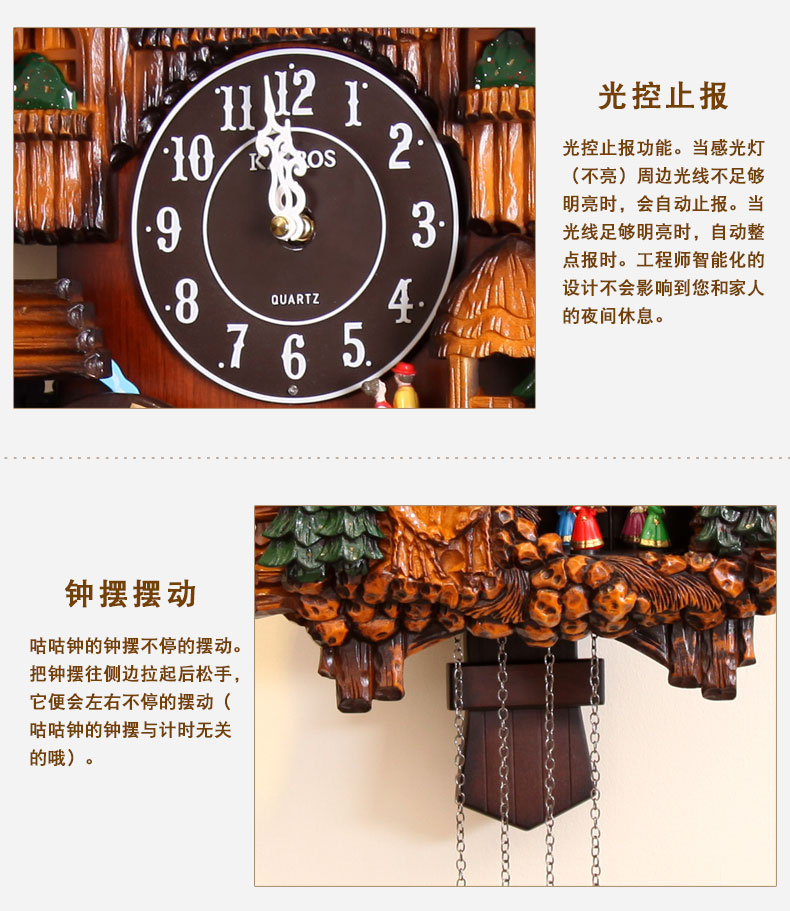 光控止报
光控止报功能。当感光灯
（不亮）周边光线不足够
明亮时，会自动止报。当
光线足够明亮时，自动整
点报时。工程师智能化的
设计不会影响到您和家人
的夜间休息。
11 12 1
10 2
9 3
8 4
7 6 5
QUARTZ
钟摆摆动
咕咕钟的钟摆不停的摆动。
把钟摆往侧边拉起后松手，
它便会左右不停的摆动（
咕咕钟的钟摆与计时无关
的哦）。